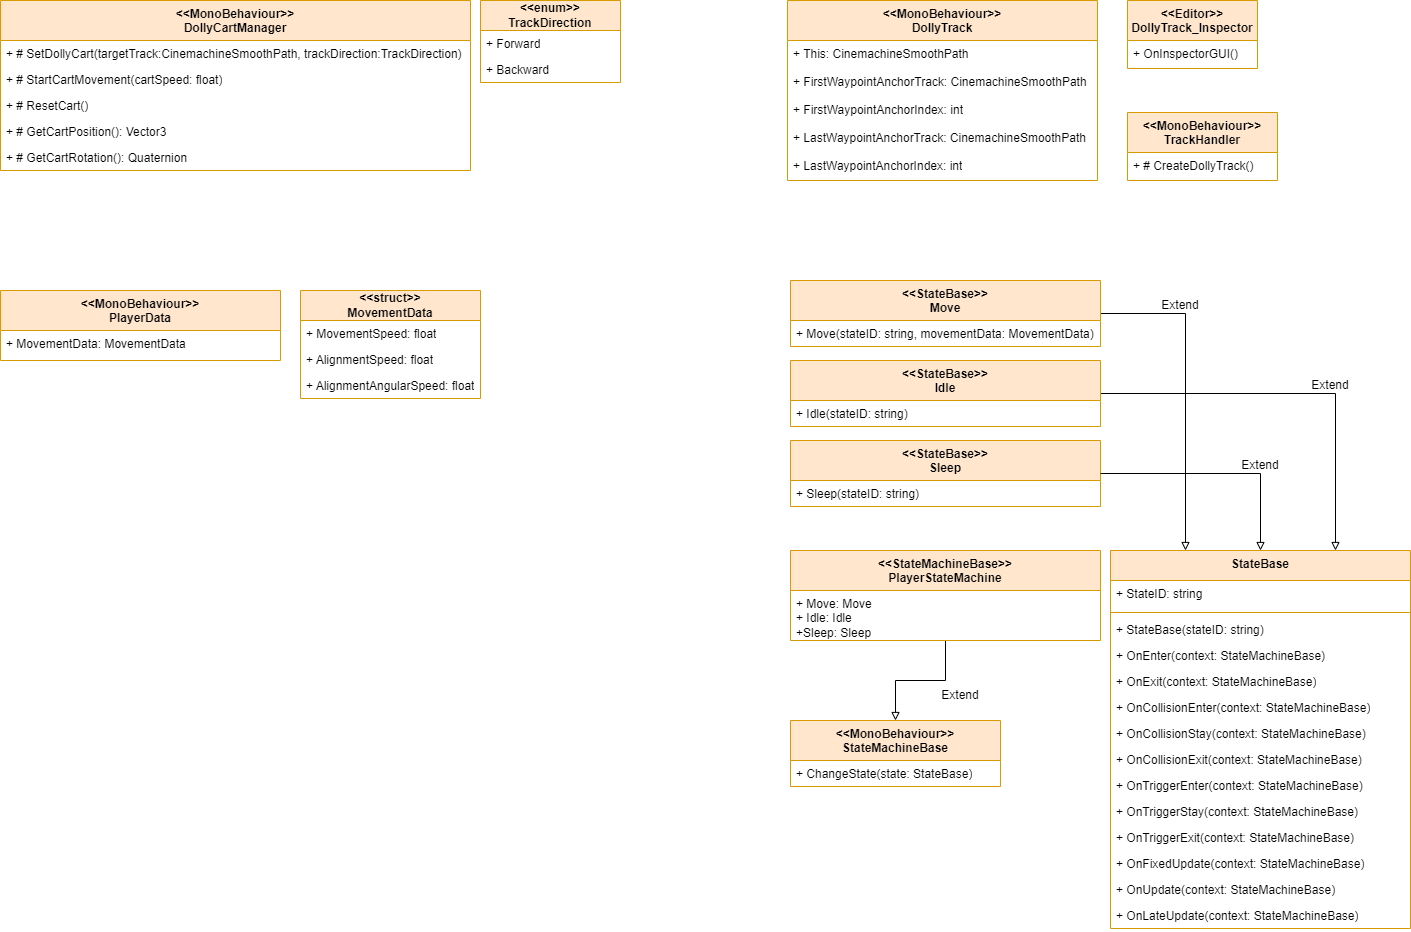 <<MonoBehaviour>>
DollyCartManager
+ # SetDollyCart(targetTrack:CinemachineSmoothPath, trackDirection:TrackDirection)
+ # StartCartMovement(cartSpeed: float)
+ # ResetCart()
+ # GetCartPosition(): Vector3
+ # GetCartRotation(): Quaternion
<<enum>>
TrackDirection
+ Forward
+ Backward
<<MonoBehaviour>>
DollyTrack
+ This: CinemachineSmoothPath
+ FirstWaypointAnchorTrack: CinemachineSmoothPath
+ FirstWaypointAnchorIndex: int
+ LastWaypointAnchorTrack: CinemachineSmoothPath
+ LastWaypointAnchorIndex: int
<<Editor>>
DollyTrack_Inspector
+ OnInspectorGUI()
<<MonoBehaviour>>
TrackHandler
+ # CreateDollyTrack()
<<MonoBehaviour>>
PlayerData
+ MovementData: MovementData
<<struct>>
MovementData
+ MovementSpeed: float
+ AlignmentSpeed: float
+ AlignmentAngularSpeed: float
<<StateBase>>
Move
+ Move(stateID: string, movementData: MovementData)
Extend
<<StateBase>>
Idle
+ Idle(stateID: string)
Extend
<<StateBase>>
Sleep
+ Sleep(stateID: string)
Extend
<<StateMachineBase>>
PlayerStateMachine
+ Move: Move
+ Idle: Idle
+Sleep: Sleep
Extend
<<MonoBehaviour>>
StateMachineBase
+ ChangeState(state: StateBase)
StateBase
+ StateID: string
+ StateBase(stateID: string)
+ OnEnter(context: StateMachineBase)
+ OnExit(context: StateMachineBase)
+ OnCollisionEnter(context: StateMachineBase)
+ OnCollisionStay(context: StateMachineBase)
+ OnCollisionExit(context: StateMachineBase)
+ OnTriggerEnter(context: StateMachineBase)
+ OnTriggerStay(context: StateMachineBase)
+ OnTriggerExit(context: StateMachineBase)
+ OnFixedUpdate(context: StateMachineBase)
+ OnUpdate(context: StateMachineBase)
+ OnLateUpdate(context: StateMachineBase)